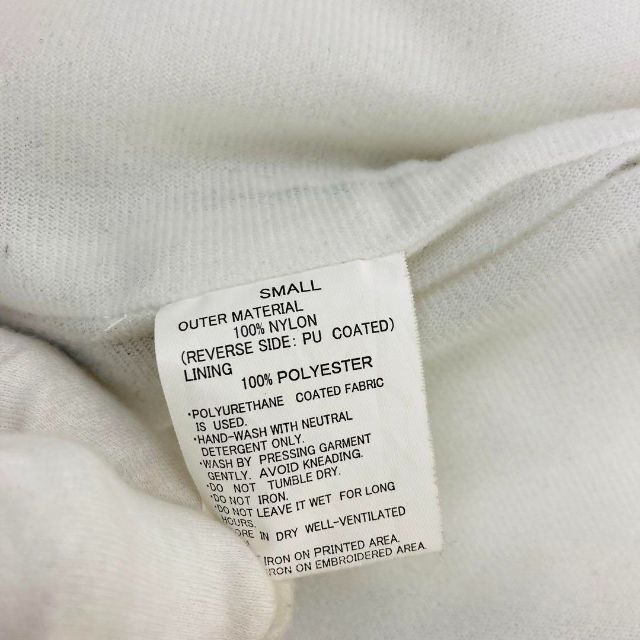 SMALL
OUTER MATERIAL
100% NYLON
(REVERSE SIDE: PU COATED)
LINING
100% POLYESTER
・POLYURETHANE COATED FABRIC
IS USED.
・HAND-WASH WITH NEUTRAL
DETERGENT ONLY.
・WASH BY PRESSING GARMENT
GENTLY. AVOID KNEADING.
・DO NOT TUMBLE DRY.
・DO NOT IRON.
・DO NOT LEAVE IT WET FOR LONG
HOURS.
IN DRY WELL-VENTILATED
IRON ON PRINTED AREA.
IRON ON EMBROIDERED AREA.